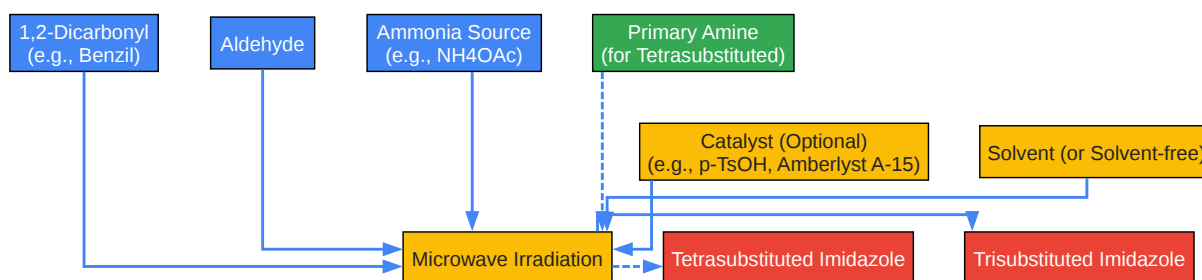 1,2-Dicarbonyl
(e.g., Benzil)
Aldehyde
Ammonia Source
(e.g., NH4OAc)
Primary Amine
(for Tetrasubstituted)
Catalyst (Optional)
(e.g., p-TsOH, Amberlyst A-15)
Solvent (or Solvent-free)
Microwave Irradiation
Tetrasubstituted Imidazole
Trisubstituted Imidazole